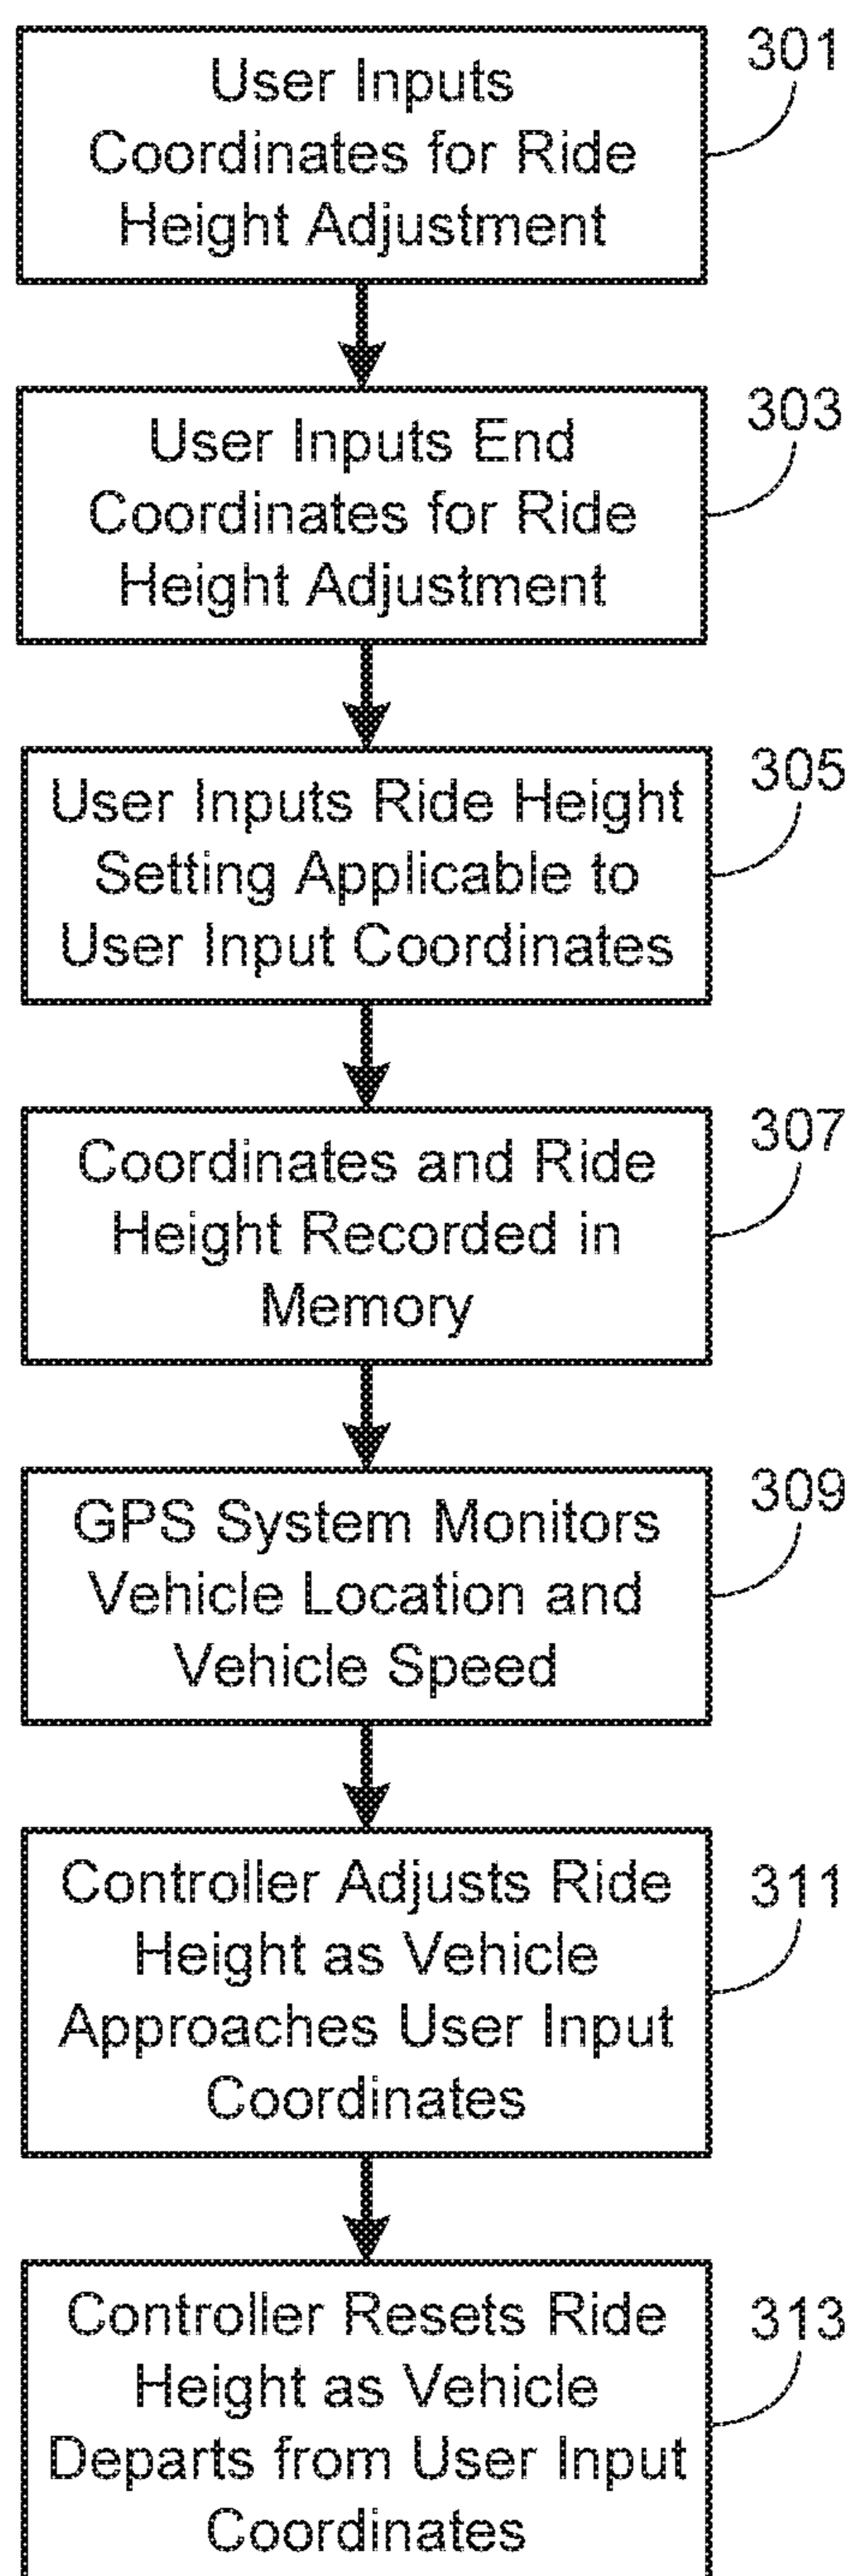 User Inputs
Coordinates for Ride
Height Adjustment
301
User Inputs End
Coordinates for Ride
Height Adjustment
303
User Inputs Ride Height
Setting Applicable to
User Input Coordinates
305
Coordinates and Ride
Height Recorded in
Memory
307
GPS System Monitors
Vehicle Location and
Vehicle Speed
309
Controller Adjusts Ride
Height as Vehicle
Approaches User Input
Coordinates
311
Controller Resets Ride
Height as Vehicle
Departs from User Input
Coordinates
313